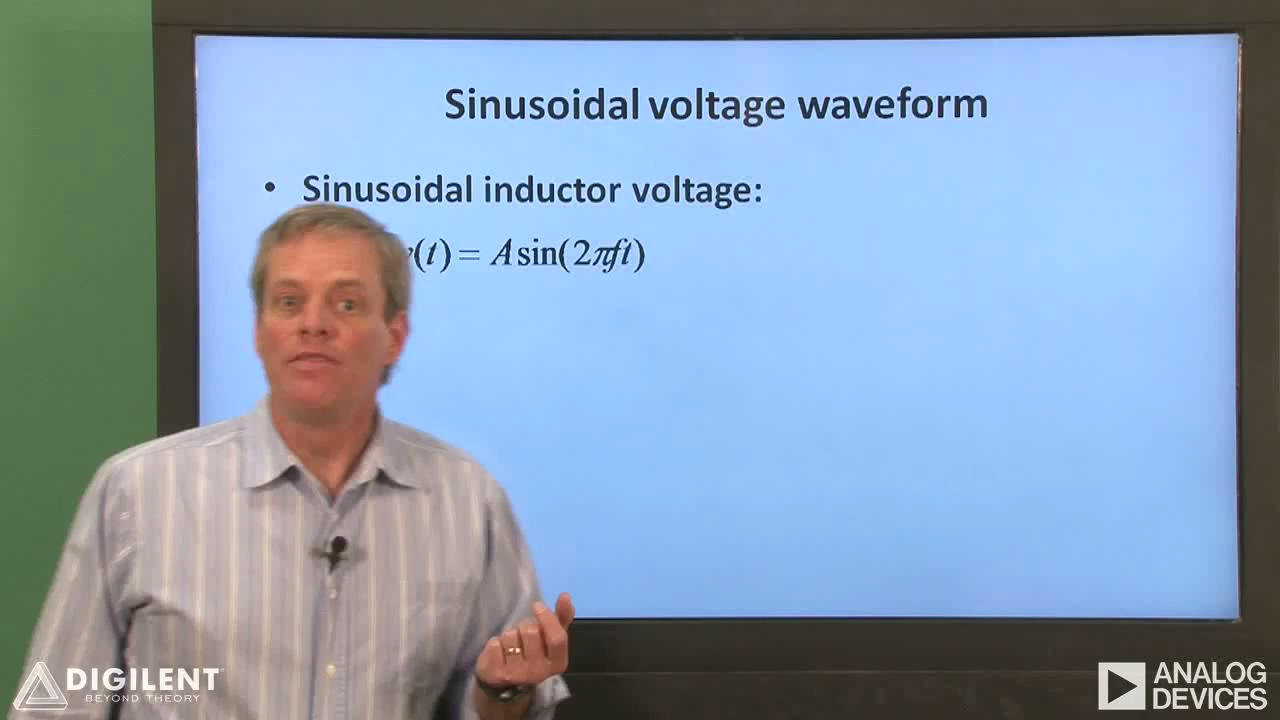 Sinusoidal voltage waveform
• Sinusoidal inductor voltage:
v(t) = A sin(2πft)
DIGILENT
BEYOND THEORY
ANALOG
DEVICES